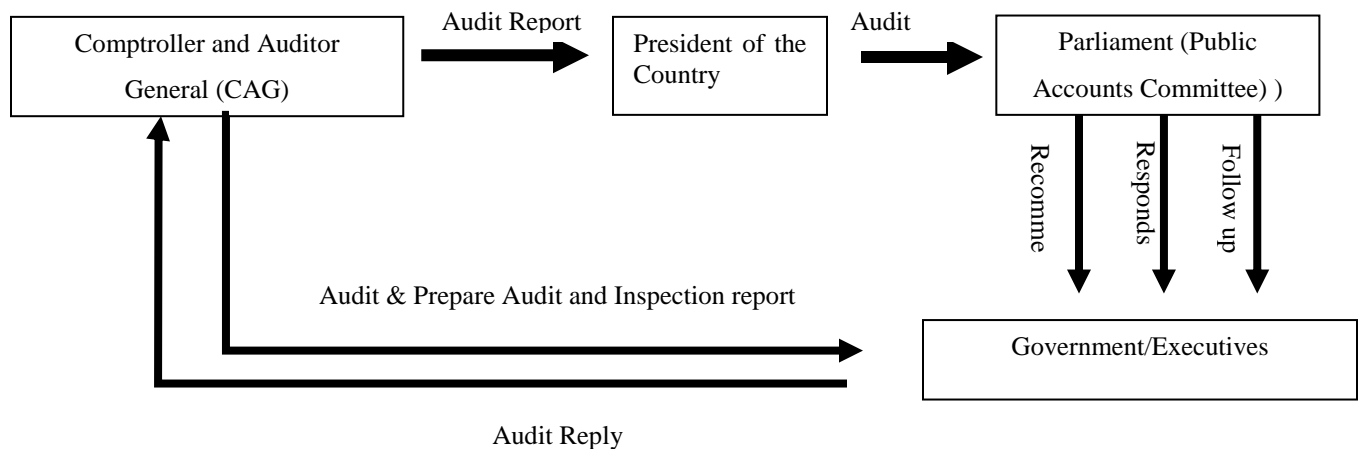 Audit Report
Audit
Comptroller and Auditor
General (CAG)
President of the
Country
Parliament (Public
Accounts Committee) )
Recomme
Responds
Follow up
Audit & Prepare Audit and Inspection report
Government/Executives
Audit Reply